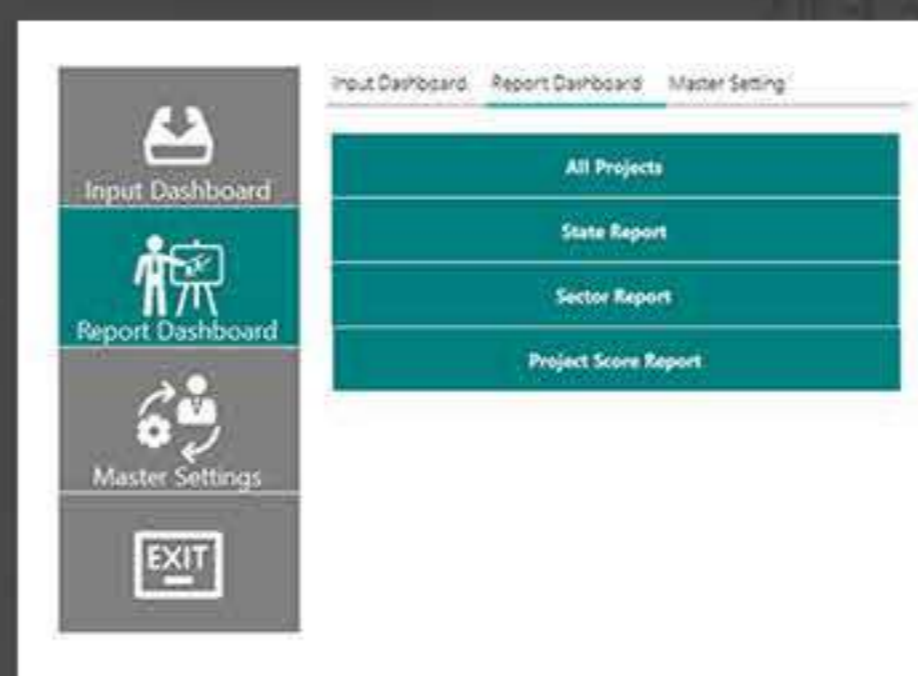 Input Dashboard Report Dashboard Master Setting
Input Dashboard
Report Dashboard
Master Settings
EXIT
All Projects
State Report
Sector Report
Project Score Report